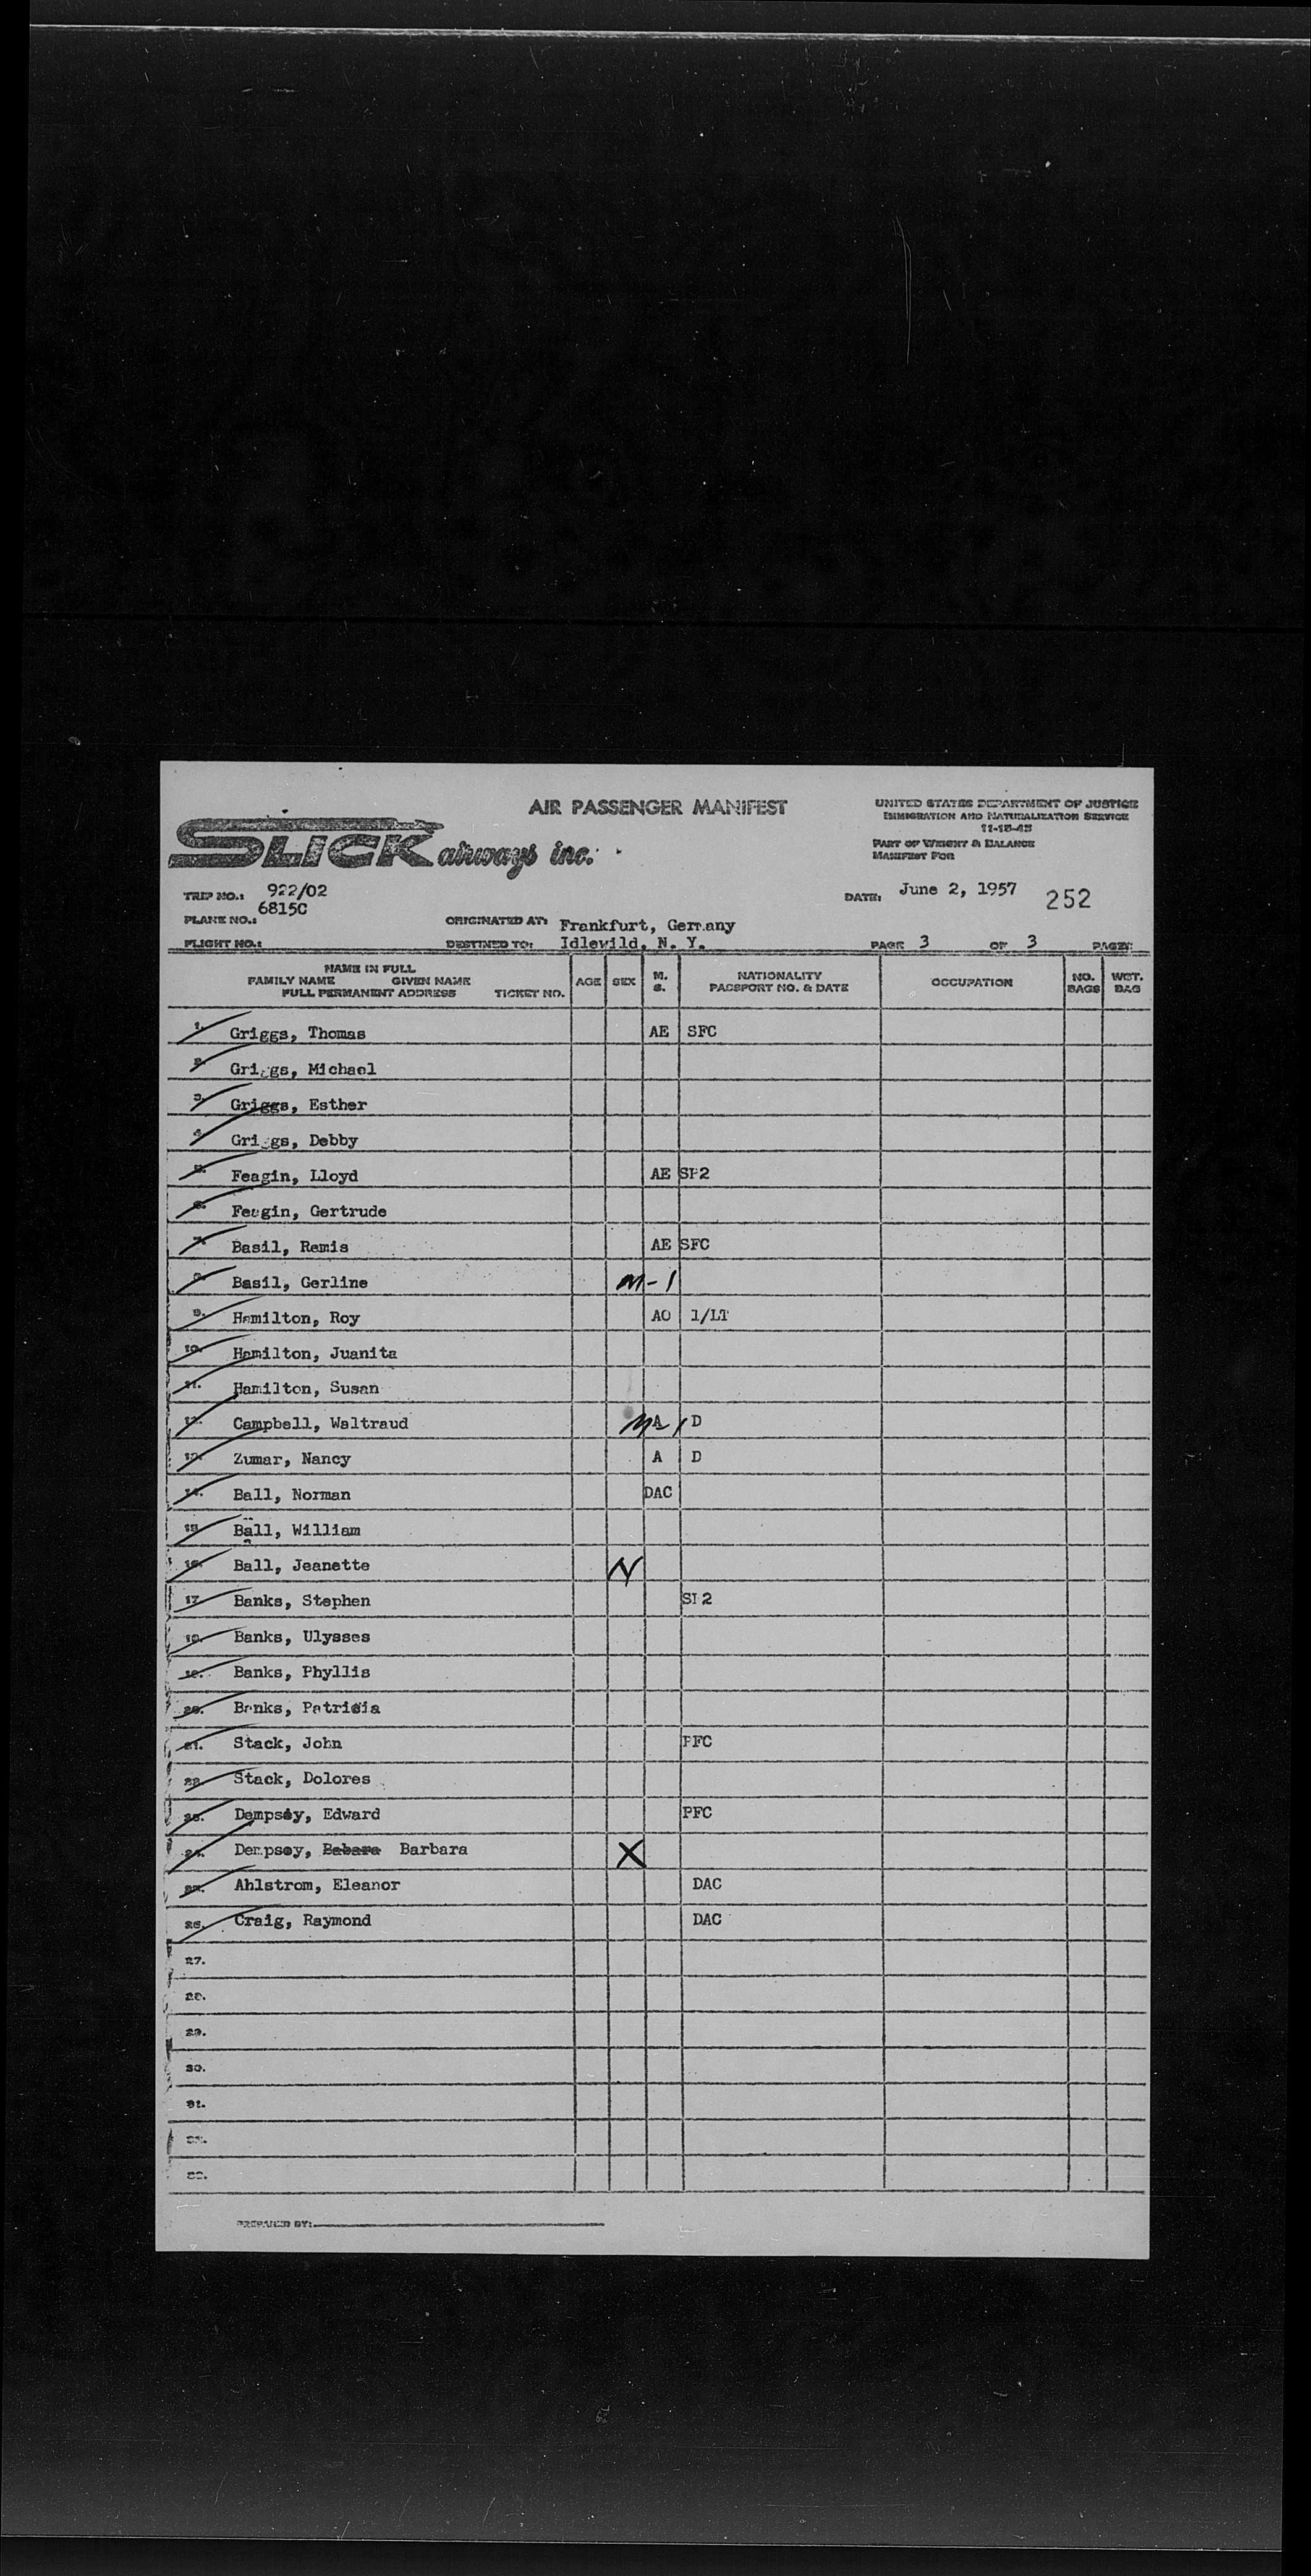 AIR PASSENGER MANIFEST
UNITED STATES DEPARTMENT OF JUSTICE
IMMIGRATION AND NATURALIZATION SERVICE
11-15-45
PART OF WEIGHT & BALANCE
MANIFEST FOR
SLICK airways inc.
TRIP NO.: 922/02
DATE: June 2, 1957 252
PLANE NO.: 6815C
ORIGINATED AT: Frankfurt, Germany
FLIGHT NO.: DESTINED TO: Idlewild, N. Y. PAGE 3 OF 3 PAGES
NAME IN FULL
FAMILY NAME GIVEN NAME
FULL PERMANENT ADDRESS TICKET NO. AGE SEX M. S. NATIONALITY PASSPORT NO. & DATE OCCUPATION NO. BAGS WGT. BAG
1. Griggs, Thomas AE SFC
2. Griggs, Michael
3. Griggs, Esther
4. Griggs, Debby
5. Feagin, Lloyd AE SP2
6. Feagin, Gertrude
7. Basil, Remis AE SFC
8. Basil, Gerline M-1
9. Hamilton, Roy AO 1/LT
10. Hamilton, Juanita
11. Hamilton, Susan
12. Campbell, Waltraud A D
13. Zumar, Nancy A D
14. Ball, Norman DAC
15. Ball, William
16. Ball, Jeanette N
17. Banks, Stephen SP2
18. Banks, Ulysses
19. Banks, Phyllis
20. Banks, Patricia
21. Stack, John PFC
22. Stack, Dolores
23. Dempsey, Edward PFC
24. Dempsey, Babara Barbara X
25. Ahlstrom, Eleanor DAC
26. Craig, Raymond DAC
27.
28.
29.
30.
31.
32.
33.
PREPARED BY: